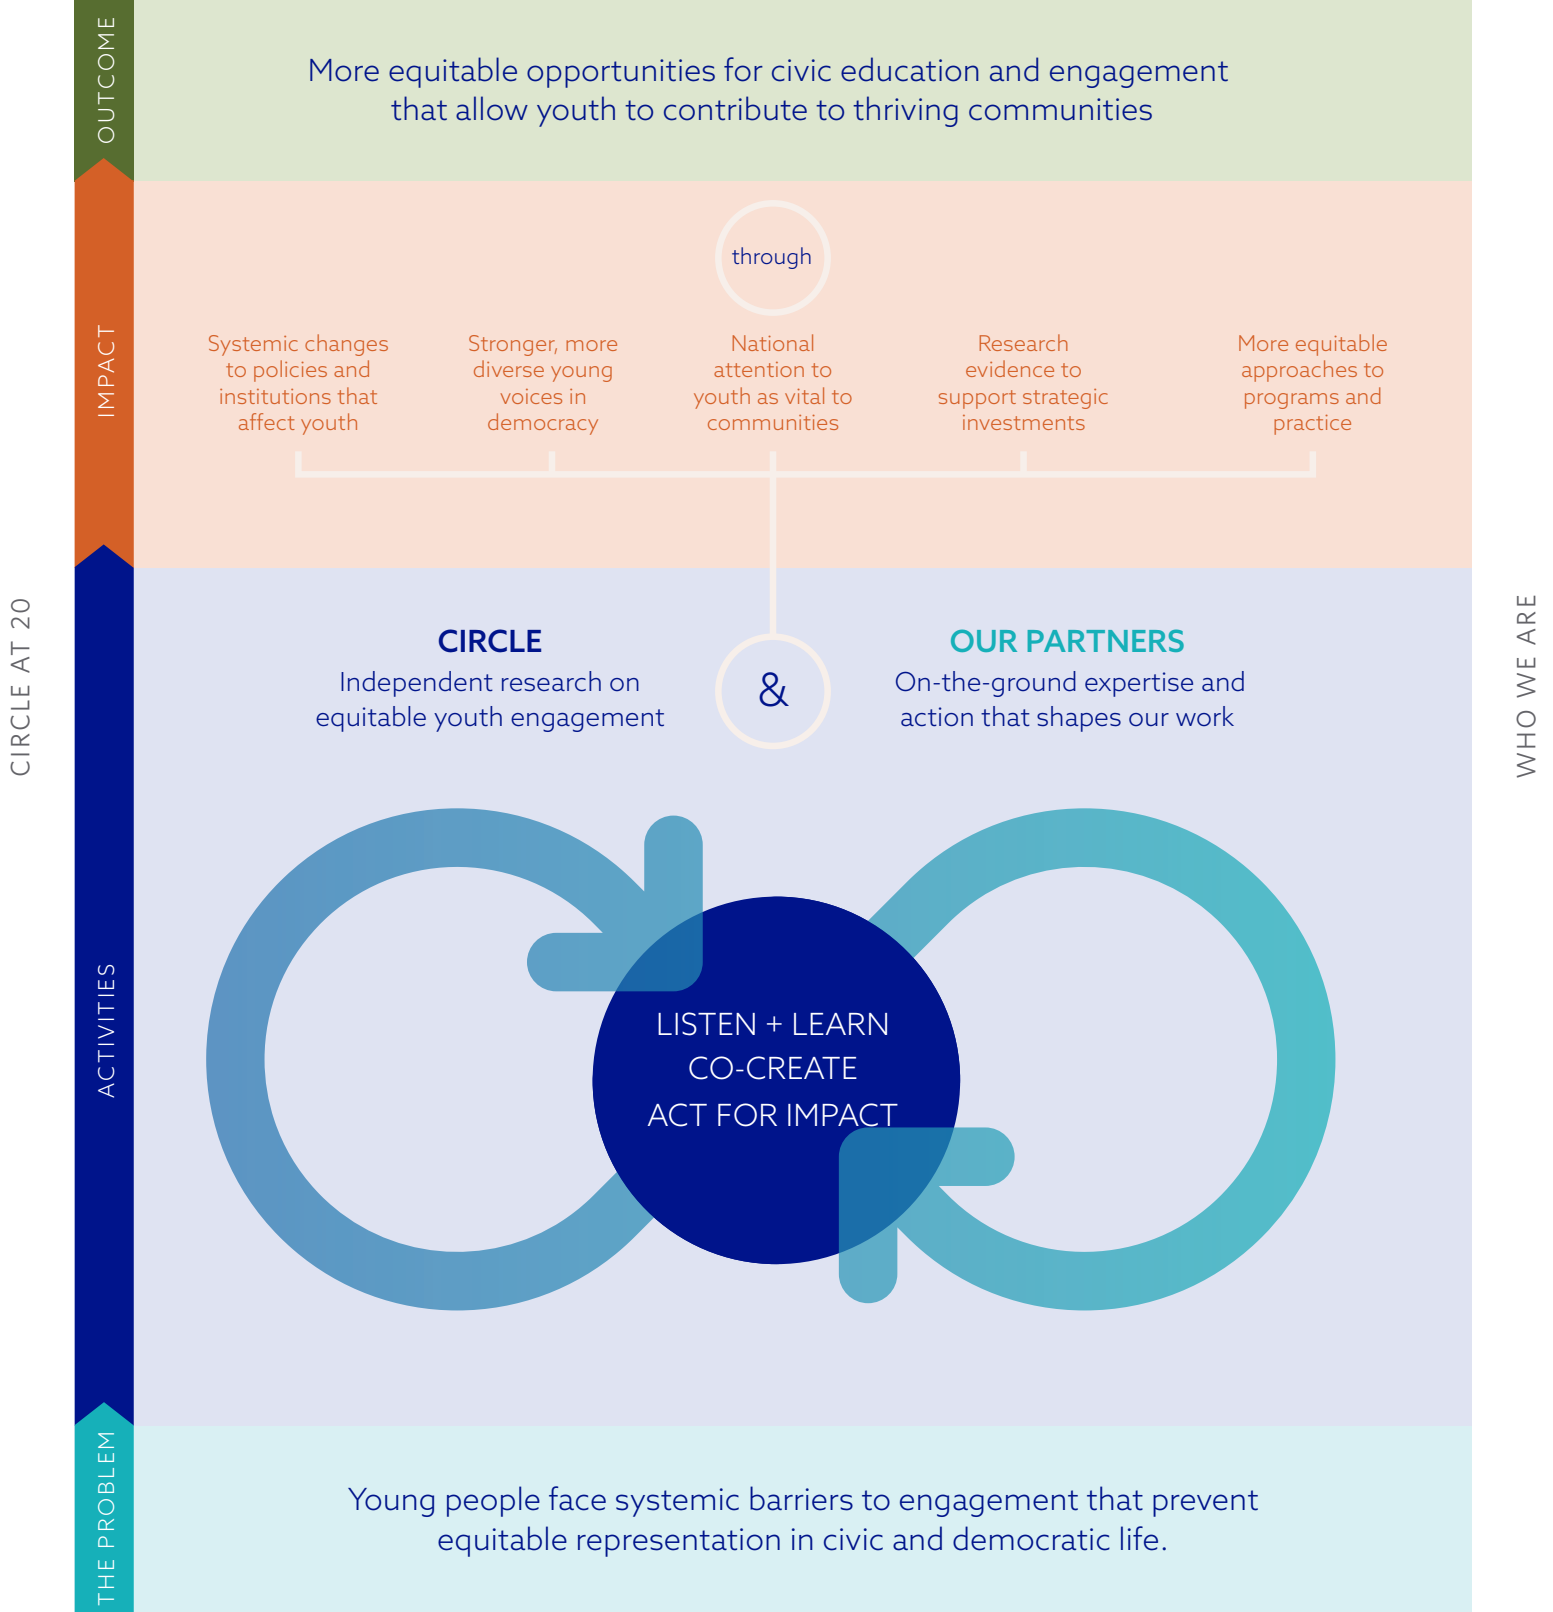 OUTCOME
More equitable opportunities for civic education and engagement
that allow youth to contribute to thriving communities
IMPACT
through
Systemic changes
to policies and
institutions that
affect youth
Stronger, more
diverse young
voices in
democracy
National
attention to
youth as vital to
communities
Research
evidence to
support strategic
investments
More equitable
approaches to
programs and
practice
CIRCLE AT 20
WHO WE ARE
ACTIVITIES
CIRCLE
Independent research on
equitable youth engagement
&
OUR PARTNERS
On-the-ground expertise and
action that shapes our work
LISTEN + LEARN
CO-CREATE
ACT FOR IMPACT
THE PROBLEM
Young people face systemic barriers to engagement that prevent
equitable representation in civic and democratic life.